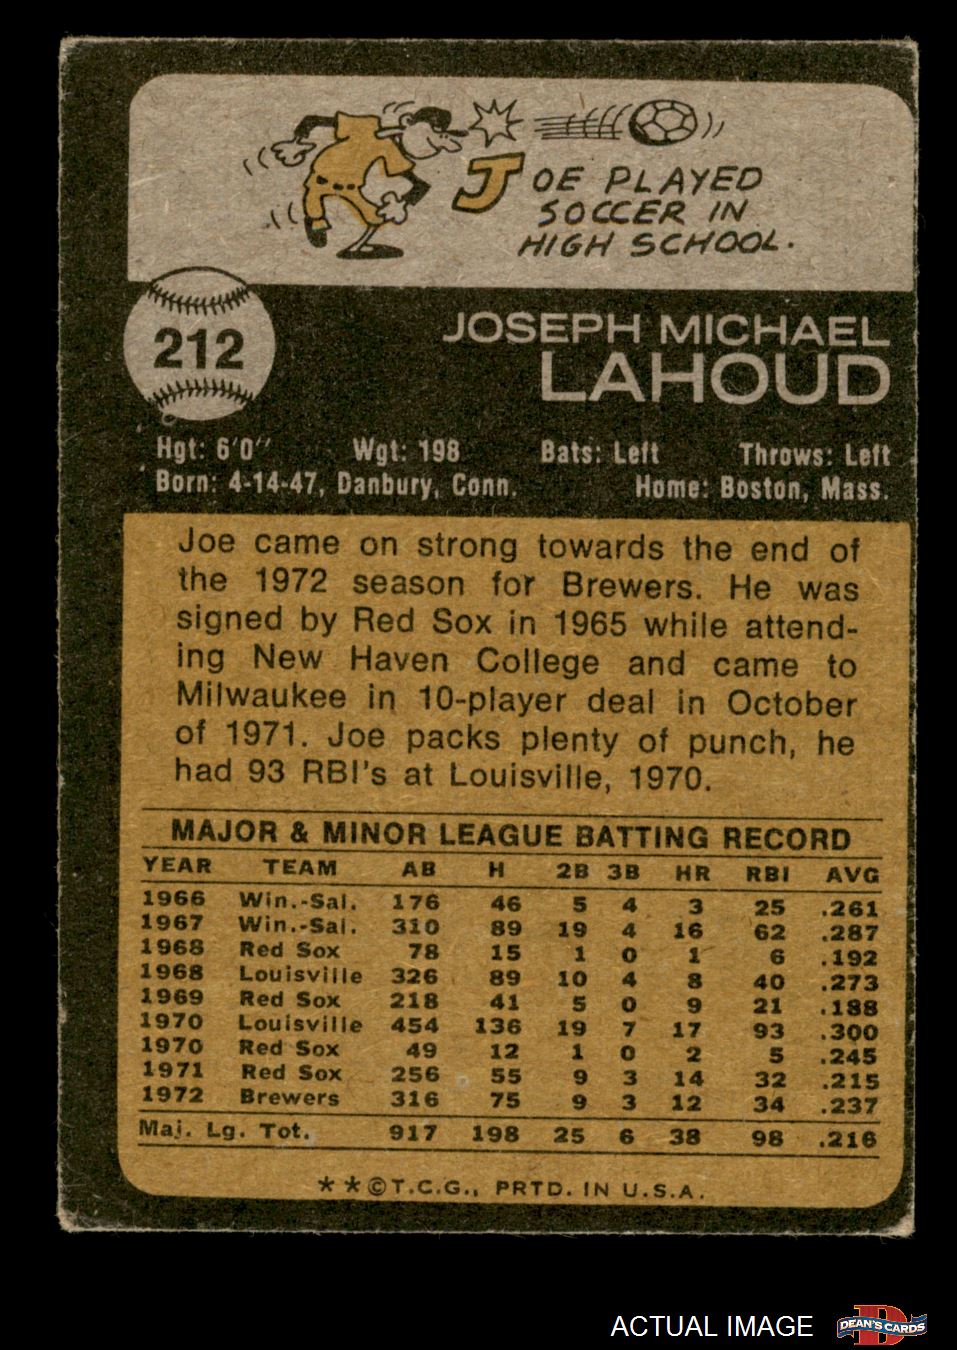 JOE PLAYED
SOCCER IN
HIGH SCHOOL.
212
JOSEPH MICHAEL
LAHOUD
Hgt: 6'0" Wgt: 198 Bats: Left Throws: Left
Born: 4-14-47, Danbury, Conn. Home: Boston, Mass.
Joe came on strong towards the end of
the 1972 season for Brewers. He was
signed by Red Sox in 1965 while attend-
ing New Haven College and came to
Milwaukee in 10-player deal in October
of 1971. Joe packs plenty of punch, he
had 93 RBI's at Louisville, 1970.
MAJOR & MINOR LEAGUE BATTING RECORD
YEAR TEAM AB H 2B 3B HR RBI AVG
1966 Win.-Sal. 176 46 5 4 3 25 .261
1967 Win.-Sal. 310 89 19 4 16 62 .287
1968 Red Sox 78 15 1 0 1 6 .192
1968 Louisville 326 89 10 4 8 40 .273
1969 Red Sox 218 41 5 0 9 21 .188
1970 Louisville 454 136 19 7 17 93 .300
1970 Red Sox 49 12 1 0 2 5 .245
1971 Red Sox 256 55 9 3 14 32 .215
1972 Brewers 316 75 9 3 12 34 .237
Maj. Lg. Tot. 917 198 25 6 38 98 .216
**©T.C.G., PRTD. IN U.S.A.
ACTUAL IMAGE
D
DEAN'S CARDS